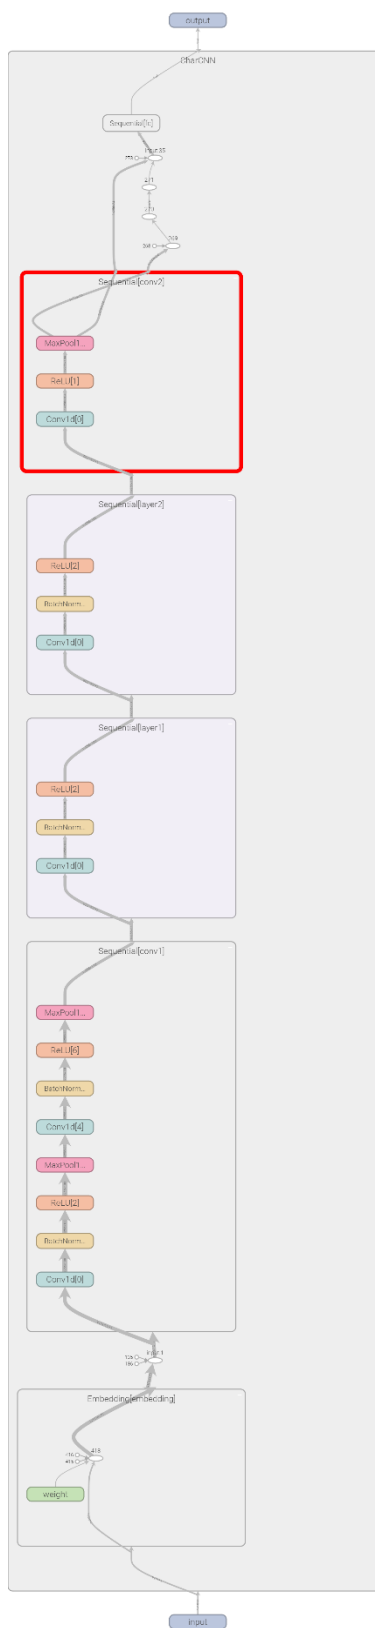 output
CharCNN
Sequential[fc]
input.35
Sequential[conv2]
MaxPool1...
ReLU[1]
Conv1d[0]
Sequential[layer2]
ReLU[2]
BatchNorm...
Conv1d[0]
Sequential[layer1]
ReLU[2]
BatchNorm...
Conv1d[0]
Sequential[conv1]
MaxPool1...
ReLU[6]
BatchNorm...
Conv1d[4]
MaxPool1...
ReLU[2]
BatchNorm...
Conv1d[0]
Embedding[embedding]
weight
input